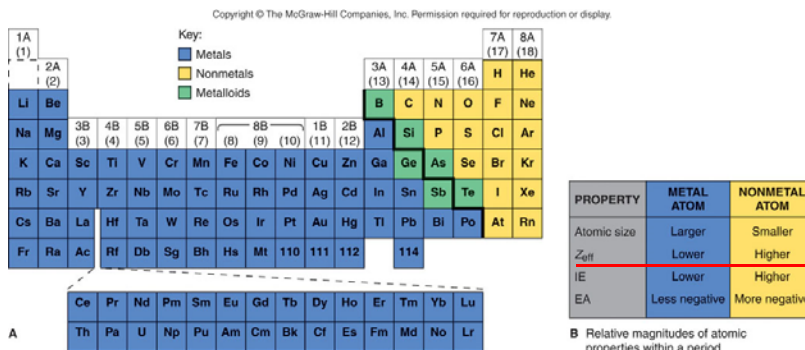 Copyright © The McGraw-Hill Companies, Inc. Permission required for reproduction or display.
1A (1) 7A (17) 8A (18)
Key:
Metals
Nonmetals
Metalloids
2A (2) 3A (13) 4A (14) 5A (15) 6A (16) H He
Li Be B C N O F Ne
3B (3) 4B (4) 5B (5) 6B (6) 7B (7) (8) 8B (9) (10) 1B (11) 2B (12)
Na Mg Al Si P S Cl Ar
K Ca Sc Ti V Cr Mn Fe Co Ni Cu Zn Ga Ge As Se Br Kr
Rb Sr Y Zr Nb Mo Tc Ru Rh Pd Ag Cd In Sn Sb Te I Xe
Cs Ba La Hf Ta W Re Os Ir Pt Au Hg Tl Pb Bi Po At Rn
Fr Ra Ac Rf Db Sg Bh Hs Mt 110 111 112 114
Ce Pr Nd Pm Sm Eu Gd Tb Dy Ho Er Tm Yb Lu
Th Pa U Np Pu Am Cm Bk Cf Es Fm Md No Lr
A
PROPERTY METAL ATOM NONMETAL ATOM
Atomic size Larger Smaller
Zeff Lower Higher
IE Lower Higher
EA Less negative More negative
B Relative magnitudes of atomic
properties within a period